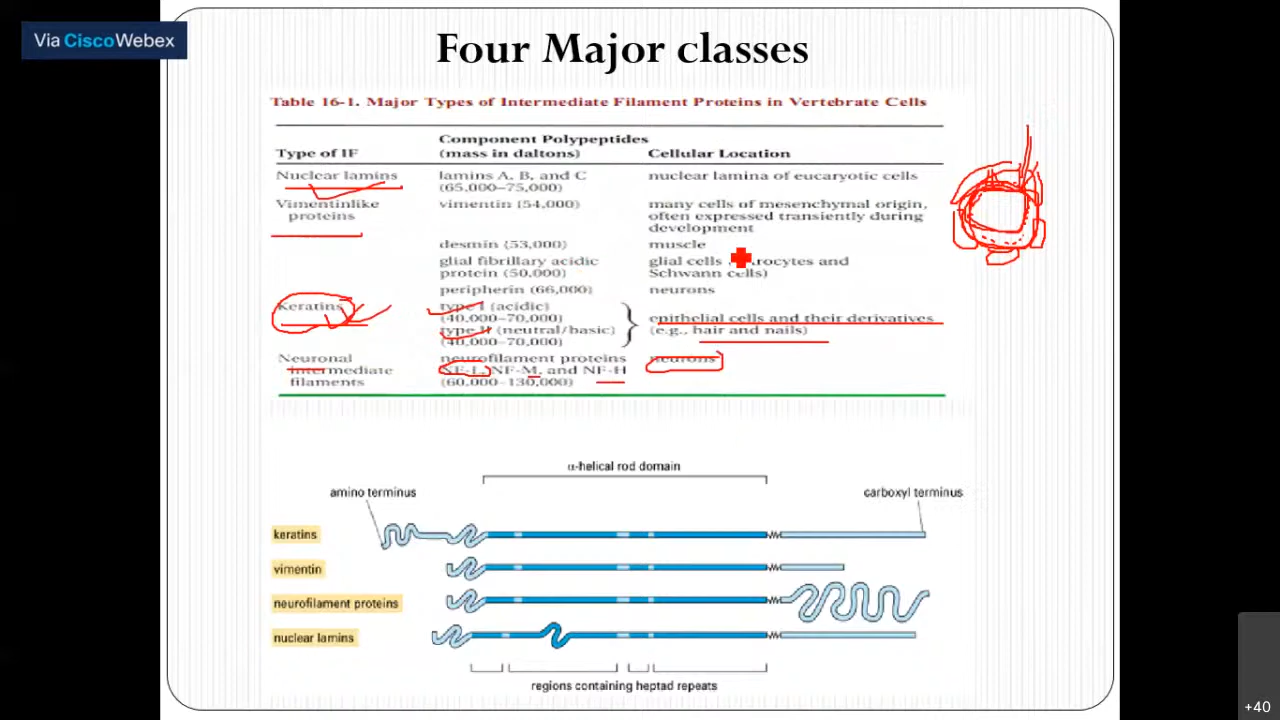 Via CiscoWebex
Four Major classes
Table 16-1. Major Types of Intermediate Filament Proteins in Vertebrate Cells
Component Polypeptides
Type of IF (mass in daltons) Cellular Location
Nuclear lamins lamins A, B, and C nuclear lamina of eucaryotic cells
(65,000–75,000)
Vimentinlike vimentin (54,000) many cells of mesenchymal origin,
proteins often expressed transiently during
development
desmin (53,000) muscle
glial fibrillary acidic glial cells and
protein (50,000) Schwann cells)
peripherin (66,000) neurons
Keratins type I (acidic)
(40,000–70,000) epithelial cells and their derivatives
type II (neutral/basic) (e.g., hair and nails)
(40,000–70,000)
Neuronal neurofilament proteins neurons
intermediate NF-L, NF-M, and NF-H
filaments (60,000–130,000)
α-helical rod domain
amino terminus carboxyl terminus
keratins
vimentin
neurofilament proteins
nuclear lamins
regions containing heptad repeats
+40